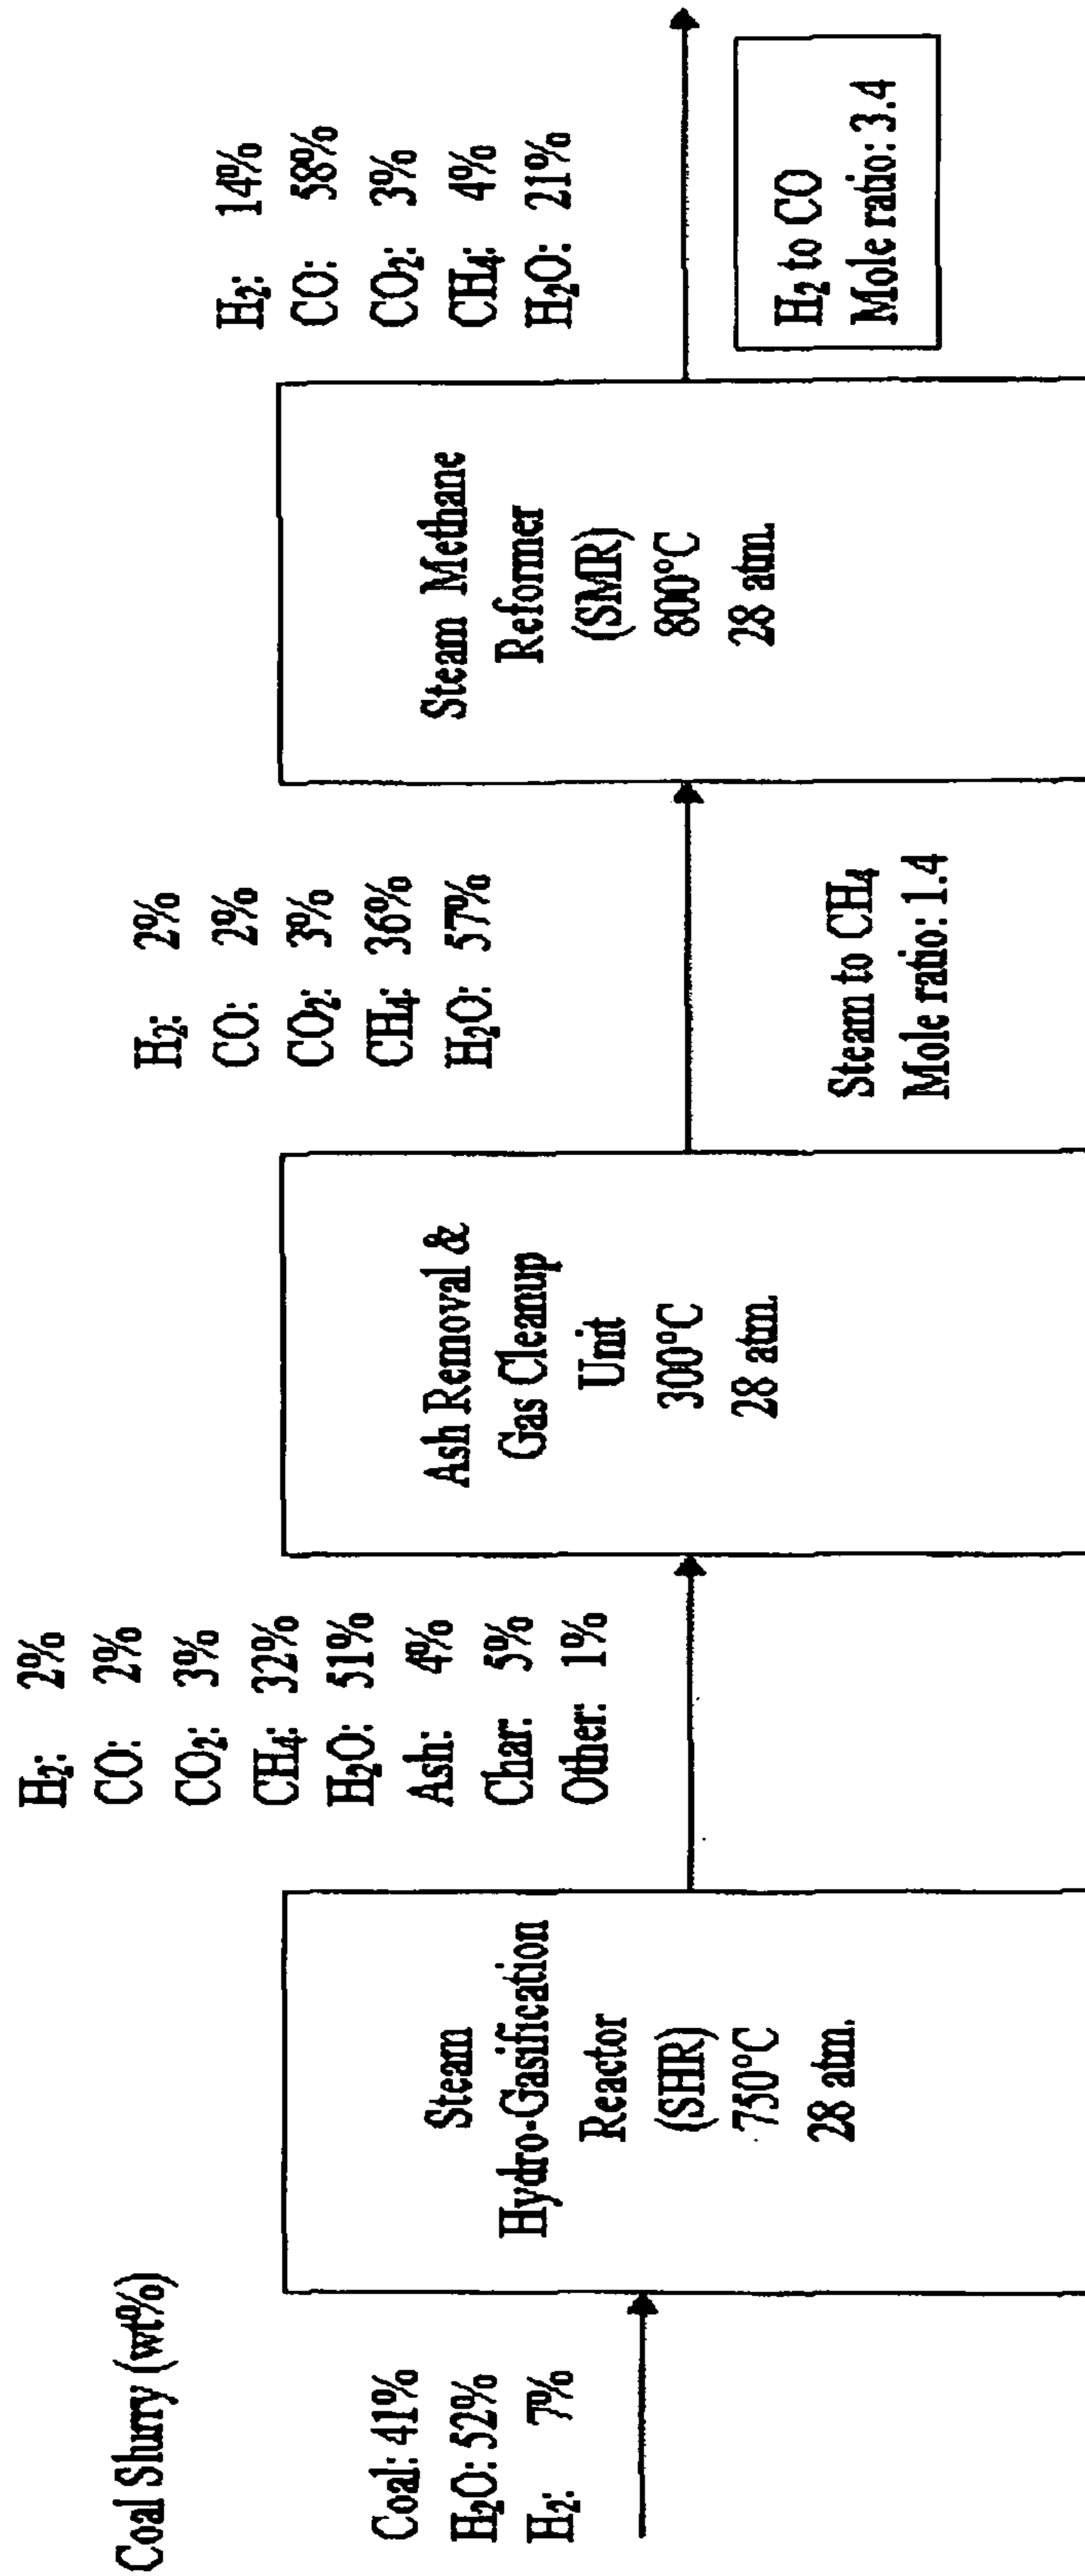 Coal Slurry (wt%)
Coal: 41%
H₂O: 52%
H₂: 7%
Steam
Hydro-Gasification
Reactor
(SHR)
750°C
28 atm.
H₂: 2%
CO: 2%
CO₂: 3%
CH₄: 32%
H₂O: 51%
Ash: 4%
Char: 5%
Other: 1%
Ash Removal &
Gas Cleanup
Unit
300°C
28 atm.
H₂: 2%
CO: 2%
CO₂: 3%
CH₄: 36%
H₂O: 57%
Steam to CH₄
Mole ratio: 1.4
Steam Methane
Reformer
(SMR)
800°C
28 atm.
H₂: 14%
CO: 58%
CO₂: 3%
CH₄: 4%
H₂O: 21%
H₂ to CO
Mole ratio: 3.4